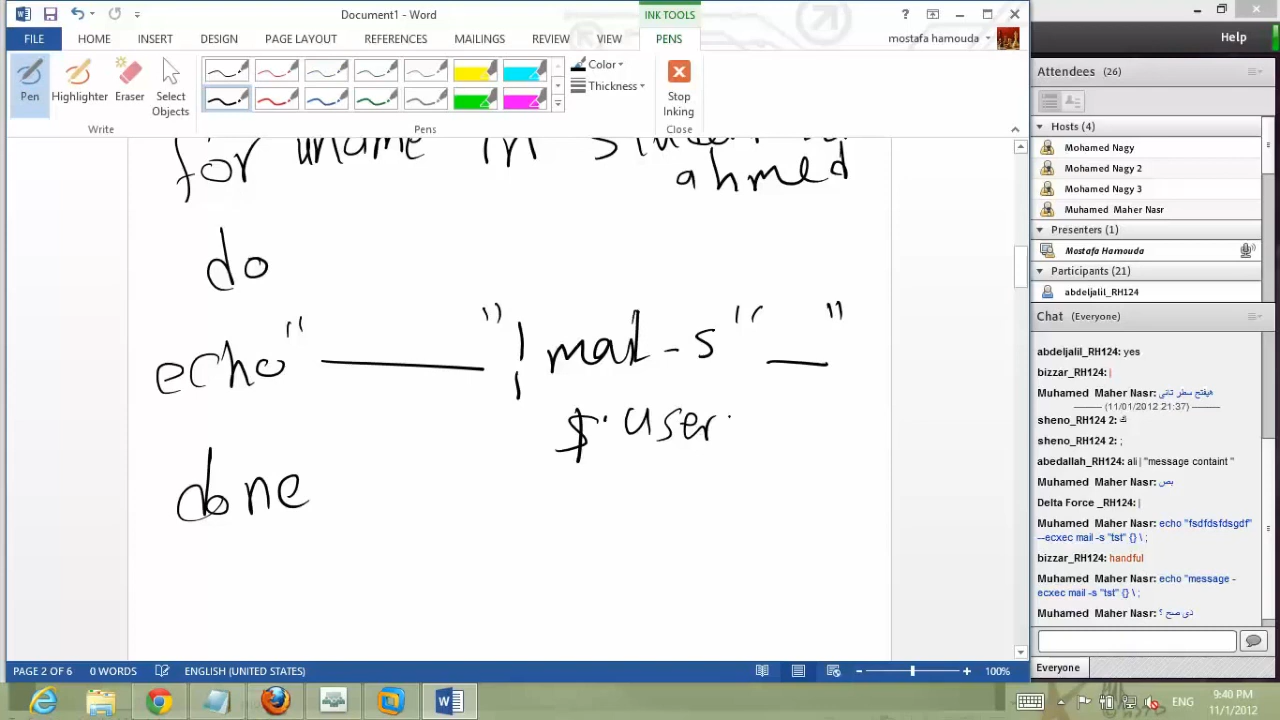 Document1 - Word
INK TOOLS
FILE
HOME
INSERT
DESIGN
PAGE LAYOUT
REFERENCES
MAILINGS
REVIEW
VIEW
PENS
mostafa hamouda
Pen
Highlighter
Eraser
Select
Objects
Color
Thickness
Stop
Inking
Write
Pens
Close
for uname in
ahmed
do
echo " ——— " ¦ mail - s " — "
$ user
done
PAGE 2 OF 6
0 WORDS
ENGLISH (UNITED STATES)
100%
Help
Attendees (26)
Hosts (4)
Mohamed Nagy
Mohamed Nagy 2
Mohamed Nagy 3
Muhamed Maher Nasr
Presenters (1)
Mostafa Hamouda
Participants (21)
abdeljalil_RH124
Chat (Everyone)
abdeljalil_RH124: yes
bizzar_RH124: |
Muhamed Maher Nasr: هيفتح سطر تانى
(11/01/2012 21:37)
sheno_RH124 2: ك
sheno_RH124 2: ;
abedallah_RH124: ali | "message containt "
Muhamed Maher Nasr: بص
Delta Force _RH124: |
Muhamed Maher Nasr: echo "fsdfdsfdsgdf"
--ecxec mail -s "tst" {} \ ;
bizzar_RH124: handful
Muhamed Maher Nasr: echo "message -
ecxec mail -s "tst" {} \ ;
Muhamed Maher Nasr: دى صح ؟
Everyone
ENG
9:40 PM
11/1/2012